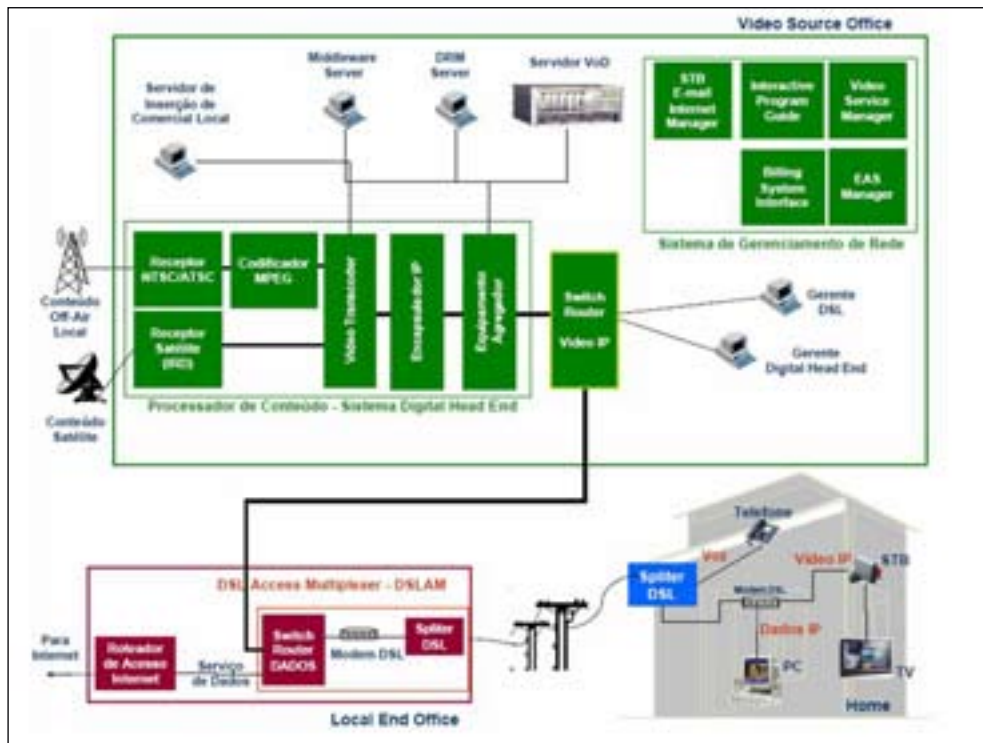 Video Source Office
Middleware
Server
DRM
Server
Servidor VoD
Servidor de
Inserção de
Comercial Local
STB
E-mail
Internet
Manager
Interactive
Program
Guide
Video
Service
Manager
Billing
System
Interface
EAS
Manager
Sistema de Gerenciamento de Rede
Receptor
NTSC/ATSC
Codificador
MPEG
Receptor
Satélite
(IRD)
Video Transcoder
Encapsulador IP
Equipamento
Agregador
Switch
Router
Video IP
Conteúdo
Off-Air
Local
Conteúdo
Satélite
Gerente
DSL
Gerente
Digital Head End
Processador de Conteúdo - Sistema Digital Head End
DSL Access Multiplexer - DSLAM
Para
Internet
Roteador
de Acesso
Internet
Serviço
de Dados
Switch
Router
DADOS
Modem DSL
Spliter
DSL
Local End Office
Telefone
Voz
Spliter
DSL
Modem DSL
Vídeo IP
STB
Dados IP
PC
TV
Home